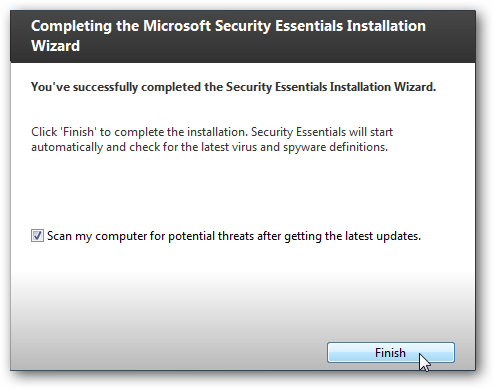 Completing the Microsoft Security Essentials Installation
Wizard
You've successfully completed the Security Essentials Installation Wizard.
Click 'Finish' to complete the installation. Security Essentials will start
automatically and check for the latest virus and spyware definitions.
Scan my computer for potential threats after getting the latest updates.
Finish